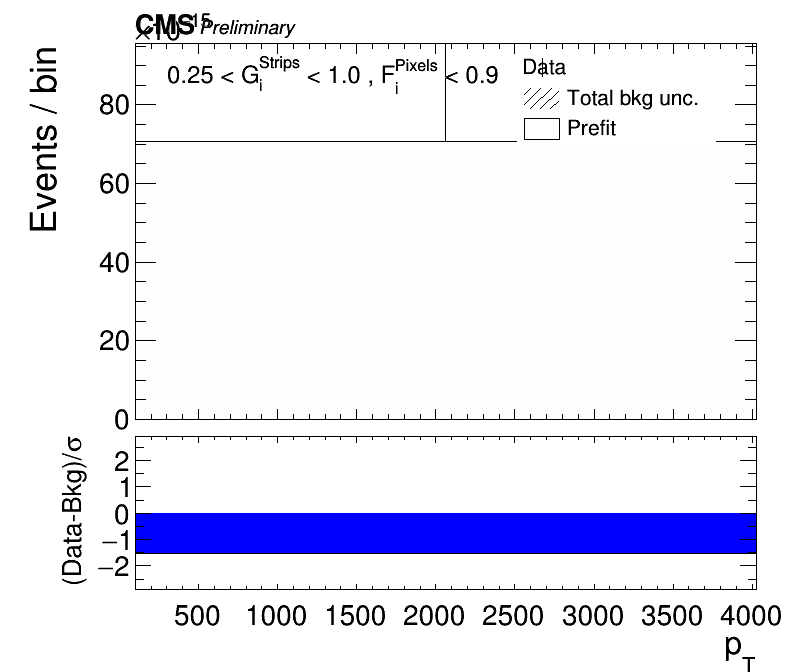 CMS Preliminary
×10^15
Events / bin
0.25 < G_i^Strips < 1.0 , F_i^Pixels < 0.9
Data
Total bkg unc.
Prefit
80
60
40
20
0
(Data-Bkg)/σ
2
1
0
−1
−2
500 1000 1500 2000 2500 3000 3500 4000
p_T